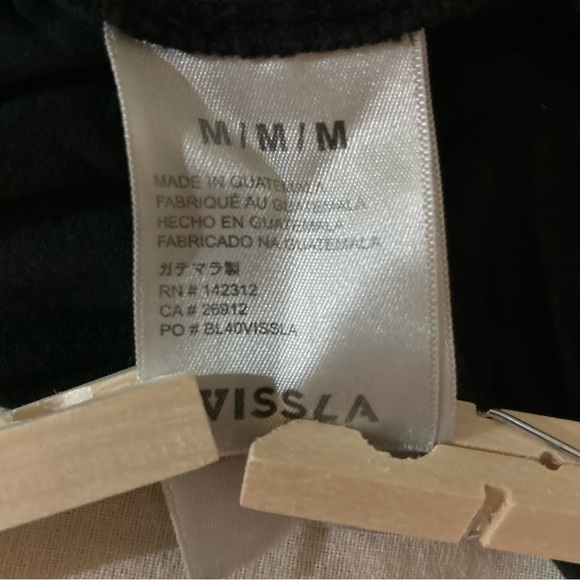 M / M / M
MADE IN GUATEMALA
FABRIQUÉ AU GUATEMALA
HECHO EN GUATEMALA
FABRICADO NA GUATEMALA
ガテマラ製
RN # 142312
CA # 26912
PO # BL40VISSLA
VISSLA